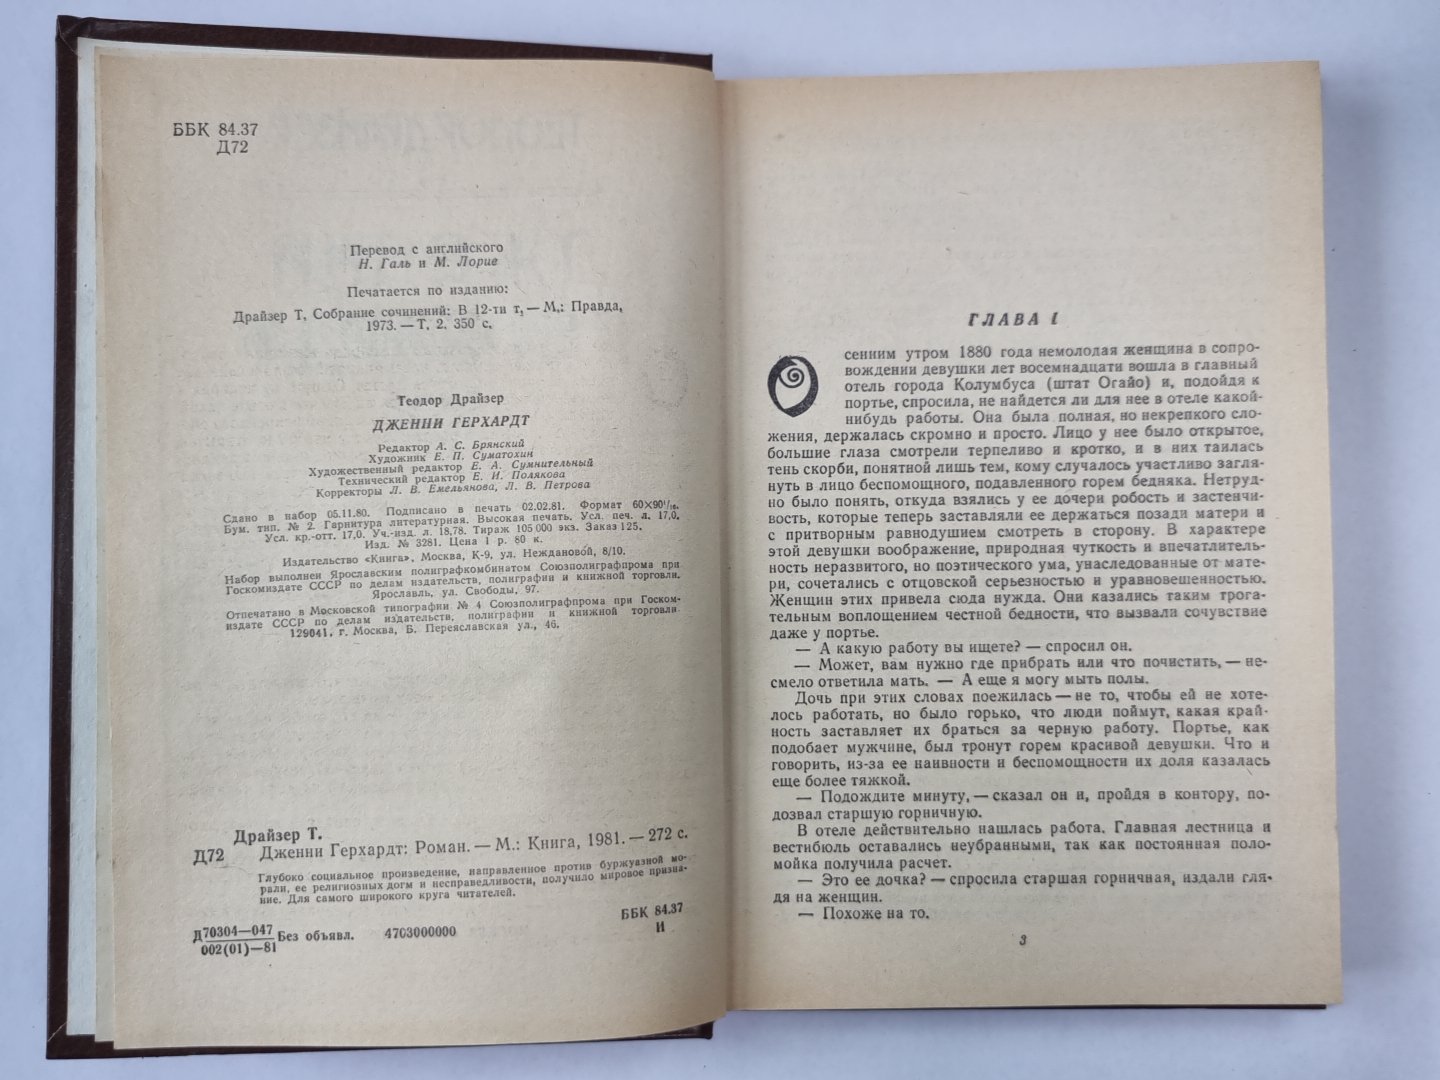 ББК 84.37
Д72
Перевод с английского
Н. Галь и М. Лорие
Печатается по изданию:
Драйзер Т. Собрание сочинений: В 12-ти т. — М.: Правда,
1973. — Т. 2. 350 с.
Теодор Драйзер
ДЖЕННИ ГЕРХАРДТ
Редактор А. С. Брянский
Художник Е. П. Суматохин
Художественный редактор Е. А. Сумнительный
Технический редактор Е. И. Полякова
Корректоры Л. В. Емельянова, Л. В. Петрова
Сдано в набор 05.11.80. Подписано в печать 02.02.81. Формат 60×90¹/₁₆.
Бум. тип. № 2. Гарнитура литературная. Высокая печать. Усл. печ. л. 17,0.
Усл. кр.-отт. 17,0. Уч.-изд. л. 18,78. Тираж 105 000 экз. Заказ 125.
Изд. № 3281. Цена 1 р. 80 к.
Издательство «Книга», Москва, К-9, ул. Неждановой, 8/10.
Набор выполнен Ярославским полиграфкомбинатом Союзполиграфпрома при
Госкомиздате СССР по делам издательств, полиграфии и книжной торговли.
Ярославль, ул. Свободы, 97.
Отпечатано в Московской типографии № 4 Союзполиграфпрома при Госком-
издате СССР по делам издательств, полиграфии и книжной торговли
129041, г. Москва, Б. Переяславская ул., 46.
Драйзер Т.
Д72 Дженни Герхардт: Роман. — М.: Книга, 1981. — 272 с.
Глубоко социальное произведение, направленное против буржуазной мо-
рали, ее религиозных догм и несправедливости, получило мировое призна-
ние. Для самого широкого круга читателей.
Д 70304—047
002(01)—81 Без объявл. 4703000000
ББК 84.37
И
ГЛАВА I
Осенним утром 1880 года немолодая женщина в сопро-
вождении девушки лет восемнадцати вошла в главный
отель города Колумбуса (штат Огайо) и, подойдя к
портье, спросила, не найдется ли для нее в отеле какой-
нибудь работы. Она была полная, но некрепкого сло-
жения, держалась скромно и просто. Лицо у нее было открытое,
большие глаза смотрели терпеливо и кротко, и в них таилась
тень скорби, понятной лишь тем, кому случалось участливо загля-
нуть в лицо беспомощного, подавленного горем бедняка. Нетруд-
но было понять, откуда взялись у ее дочери робость и застенчи-
вость, которые теперь заставляли ее держаться позади матери и
с притворным равнодушием смотреть в сторону. В характере
этой девушки воображение, природная чуткость и впечатлитель-
ность неразвитого, но поэтического ума, унаследованные от мате-
ри, сочетались с отцовской серьезностью и уравновешенностью.
Женщин этих привела сюда нужда. Они казались таким трога-
тельным воплощением честной бедности, что вызвали сочувствие
даже у портье.
— А какую работу вы ищете? — спросил он.
— Может, вам нужно где прибрать или что почистить, — не-
смело ответила мать. — А еще я могу мыть полы.
Дочь при этих словах поежилась — не то, чтобы ей не хоте-
лось работать, но было горько, что люди поймут, какая край-
ность заставляет их браться за черную работу. Портье, как
подобает мужчине, был тронут горем красивой девушки. Что и
говорить, из-за ее наивности и беспомощности их доля казалась
еще более тяжкой.
— Подождите минуту, — сказал он и, пройдя в контору, по-
дозвал старшую горничную.
В отеле действительно нашлась работа. Главная лестница и
вестибюль оставались неубранными, так как постоянная поло-
мойка получила расчет.
— Это ее дочка? — спросила старшая горничная, издали гля-
дя на женщин.
— Похоже на то.
3